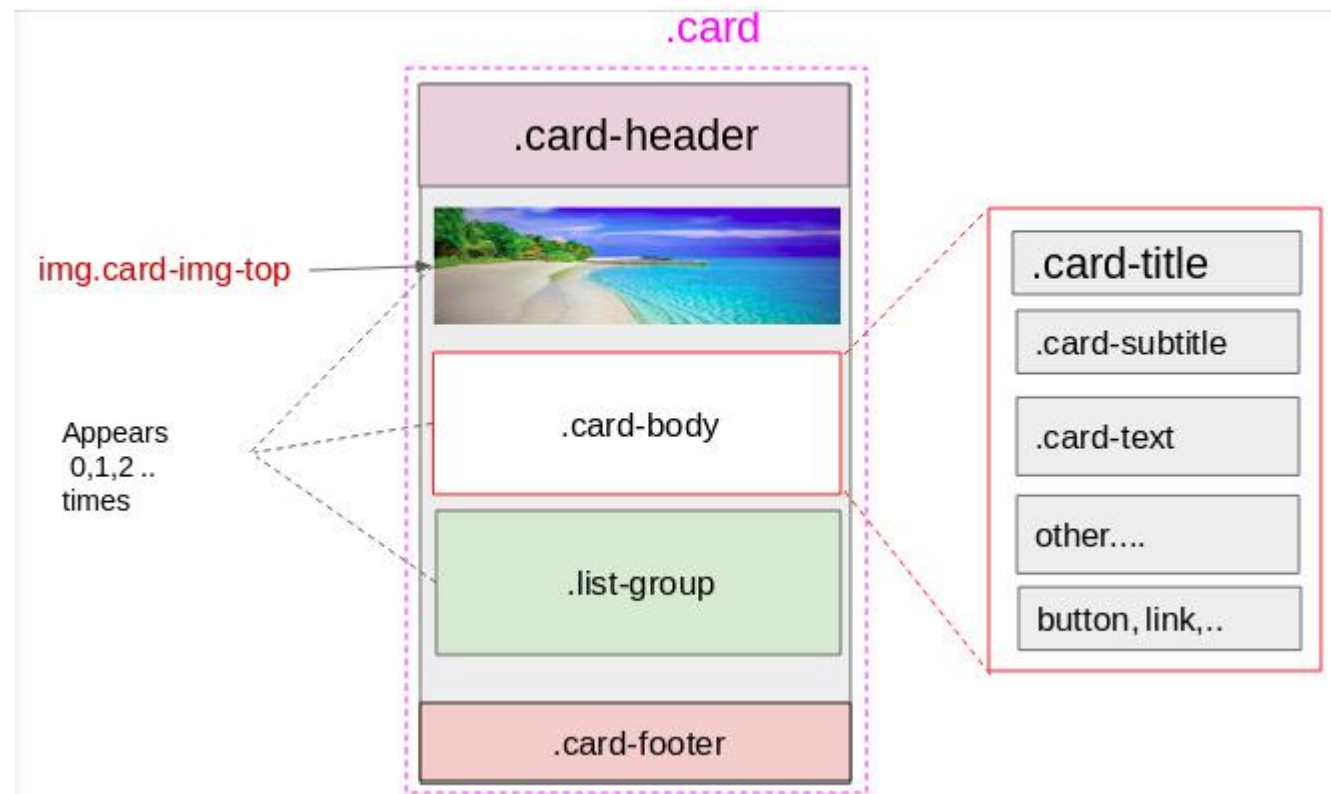 .card
.card-header
img.card-img-top
.card-body
Appears
0,1,2 ..
times
.list-group
.card-footer
.card-title
.card-subtitle
.card-text
other....
button, link,..